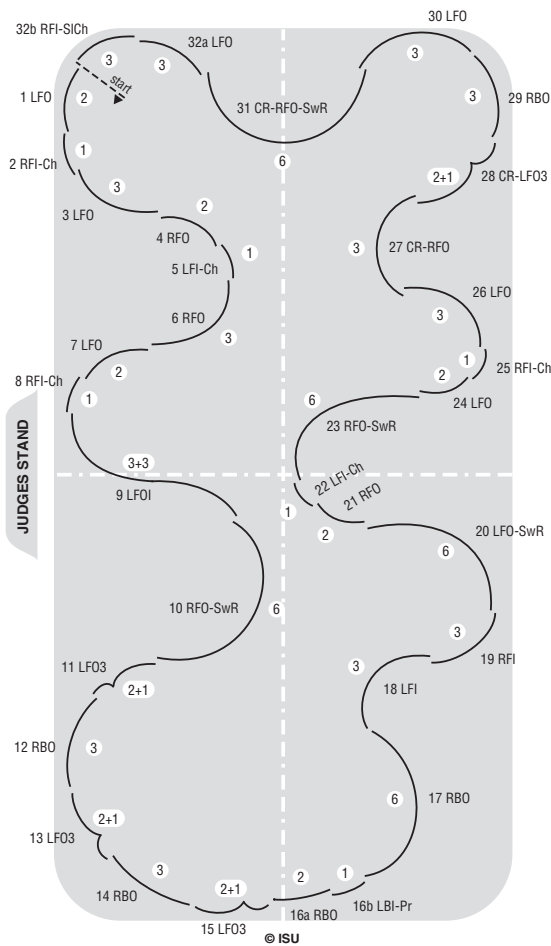 30 LFO
32b RFI-SlCh
32a LFO
3
3
3
start
1 LFO
2
3
29 RBO
31 CR-RFO-SwR
6
1
2 RFI-Ch
2+1
28 CR-LFO3
3
3 LFO
2
4 RFO
1
3
27 CR-RFO
5 LFI-Ch
26 LFO
6 RFO
3
3
7 LFO
2
1
25 RFI-Ch
8 RFI-Ch
1
2
24 LFO
6
23 RFO-SwR
JUDGES STAND
3+3
9 LFOI
22 LFI-Ch
21 RFO
1
2
20 LFO-SwR
6
10 RFO-SwR
6
3
19 RFI
11 LFO3
2+1
3
18 LFI
12 RBO
3
6
17 RBO
2+1
13 LFO3
3
14 RBO
2+1
2
1
16b LBI-Pr
16a RBO
15 LFO3
© ISU